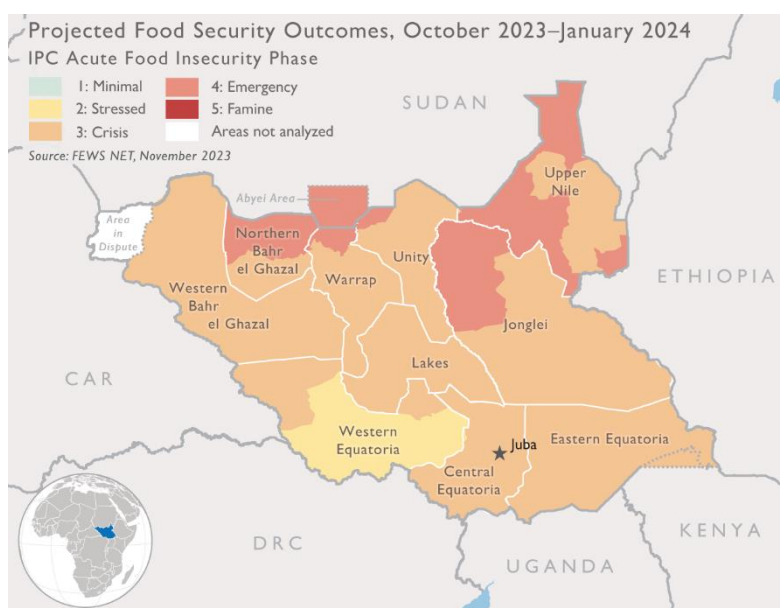 Projected Food Security Outcomes, October 2023–January 2024
IPC Acute Food Insecurity Phase
1: Minimal
2: Stressed
3: Crisis
4: Emergency
5: Famine
Areas not analyzed
Source: FEWS NET, November 2023
SUDAN
Abyei Area
Upper
Nile
Area
in
Dispute
Northern
Bahr
el Ghazal
Unity
Warrap
ETHIOPIA
Western
Bahr
el Ghazal
Jonglei
Lakes
CAR
Western
Equatoria
Juba
Eastern Equatoria
Central
Equatoria
DRC
UGANDA
KENYA